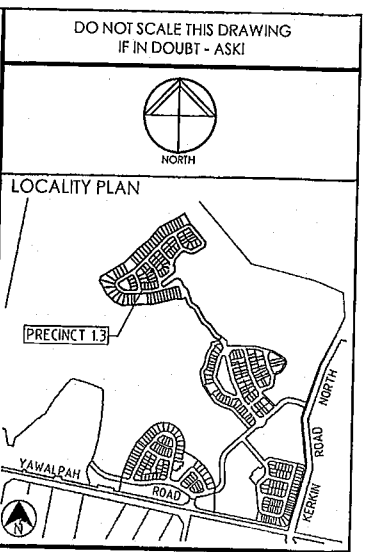 DO NOT SCALE THIS DRAWING
IF IN DOUBT - ASK!
NORTH
LOCALITY PLAN
PRECINCT 1.3
YAWALPAH ROAD
KERKIN ROAD NORTH
N